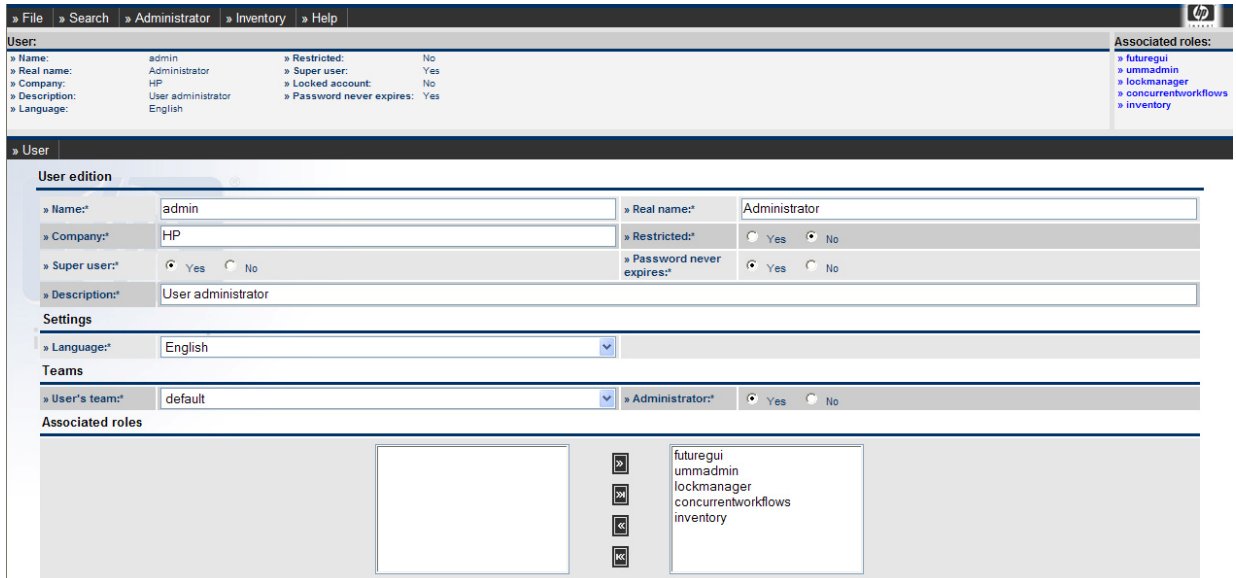 » File » Search » Administrator » Inventory » Help
hp
invent
User:
» Name: admin » Restricted: No
» Real name: Administrator » Super user: Yes
» Company: HP » Locked account: No
» Description: User administrator » Password never expires: Yes
» Language: English
Associated roles:
» futuregui
» ummadmin
» lockmanager
» concurrentworkflows
» inventory
» User
User edition
» Name:* admin » Real name:* Administrator
» Company:* HP » Restricted:* Yes No
» Super user:* Yes No » Password never expires:* Yes No
» Description:* User administrator
Settings
» Language:* English
Teams
» User's team:* default » Administrator:* Yes No
Associated roles
futuregui
ummadmin
lockmanager
concurrentworkflows
inventory